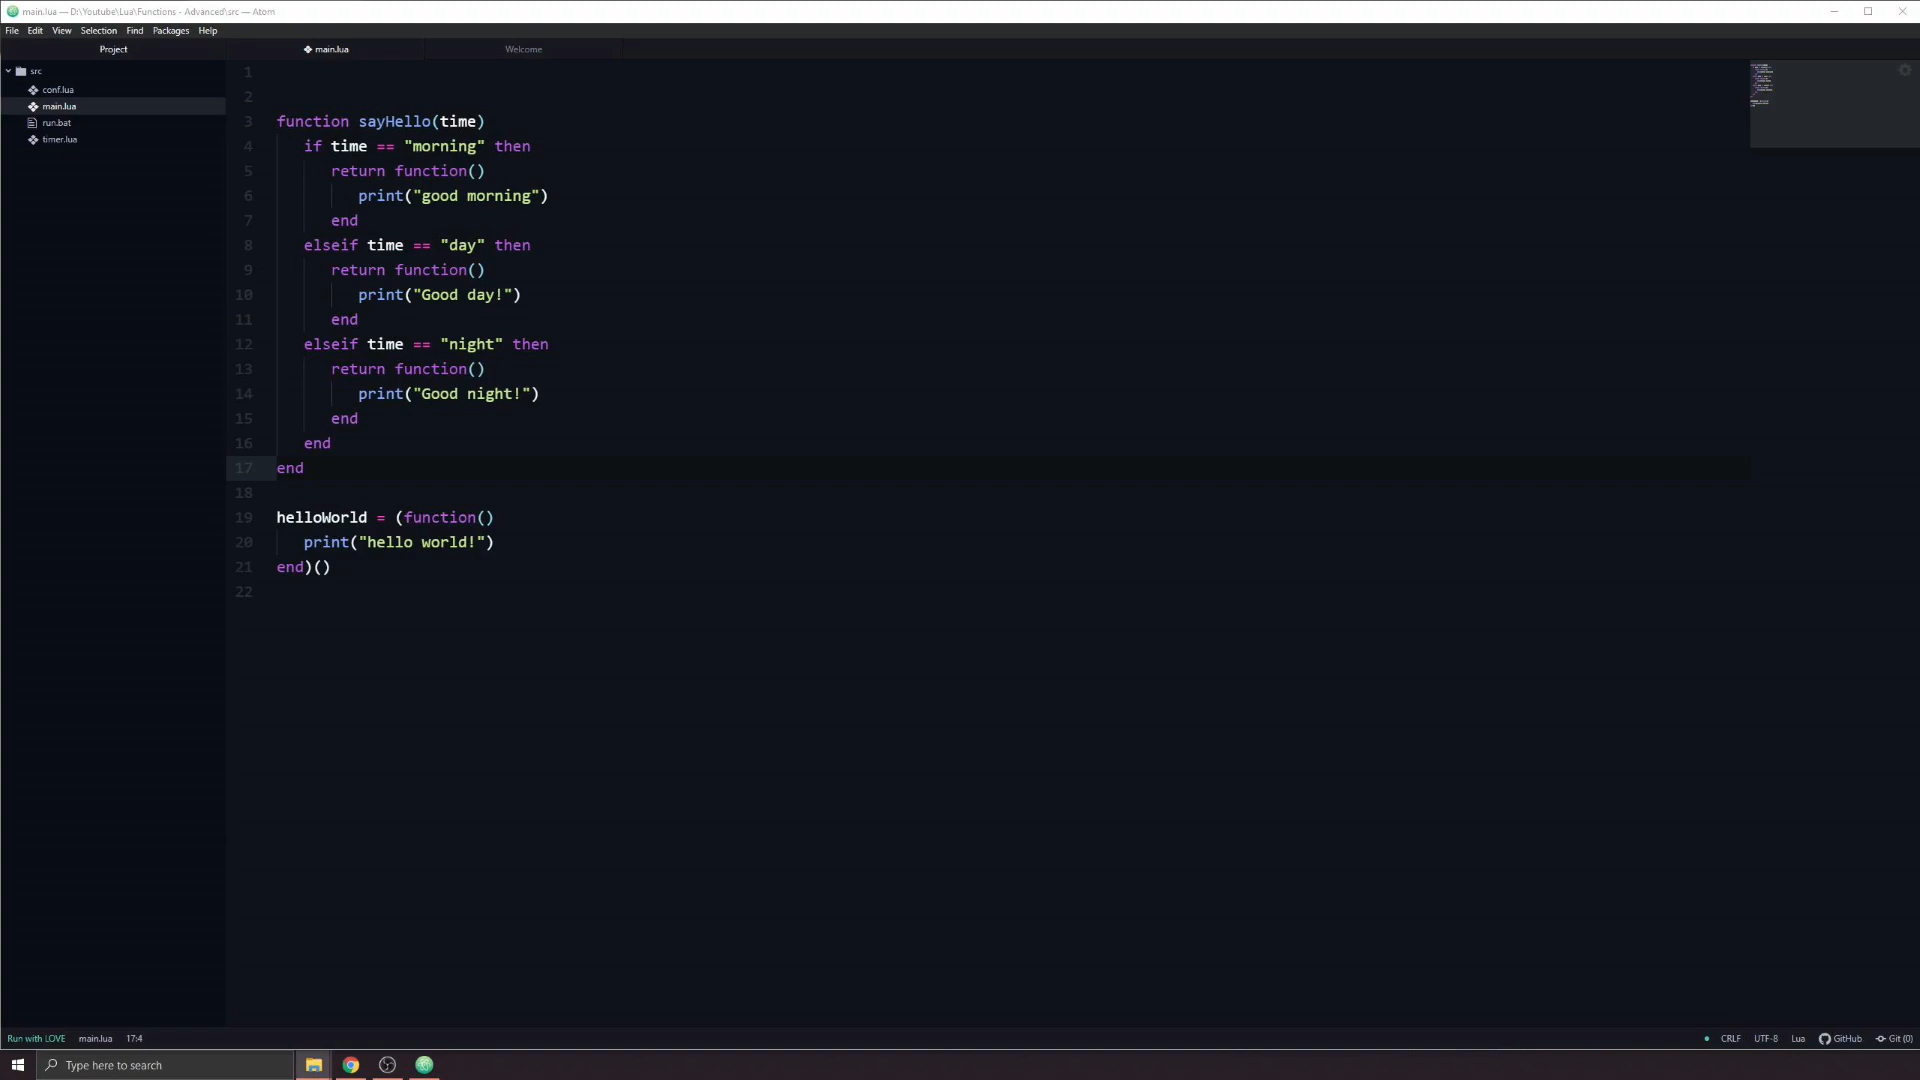 main.lua — D:\Youtube\Lua\Functions - Advanced\src — Atom
File Edit View Selection Find Packages Help
Project
main.lua
Welcome
src
conf.lua
main.lua
run.bat
timer.lua
1
2
3 function sayHello(time)
4 if time == "morning" then
5 return function()
6 print("good morning")
7 end
8 elseif time == "day" then
9 return function()
10 print("Good day!")
11 end
12 elseif time == "night" then
13 return function()
14 print("Good night!")
15 end
16 end
17 end
18
19 helloWorld = (function()
20 print("hello world!")
21 end)()
22
Run with LOVE main.lua 17:4
CRLF UTF-8 Lua GitHub Git (0)
Type here to search